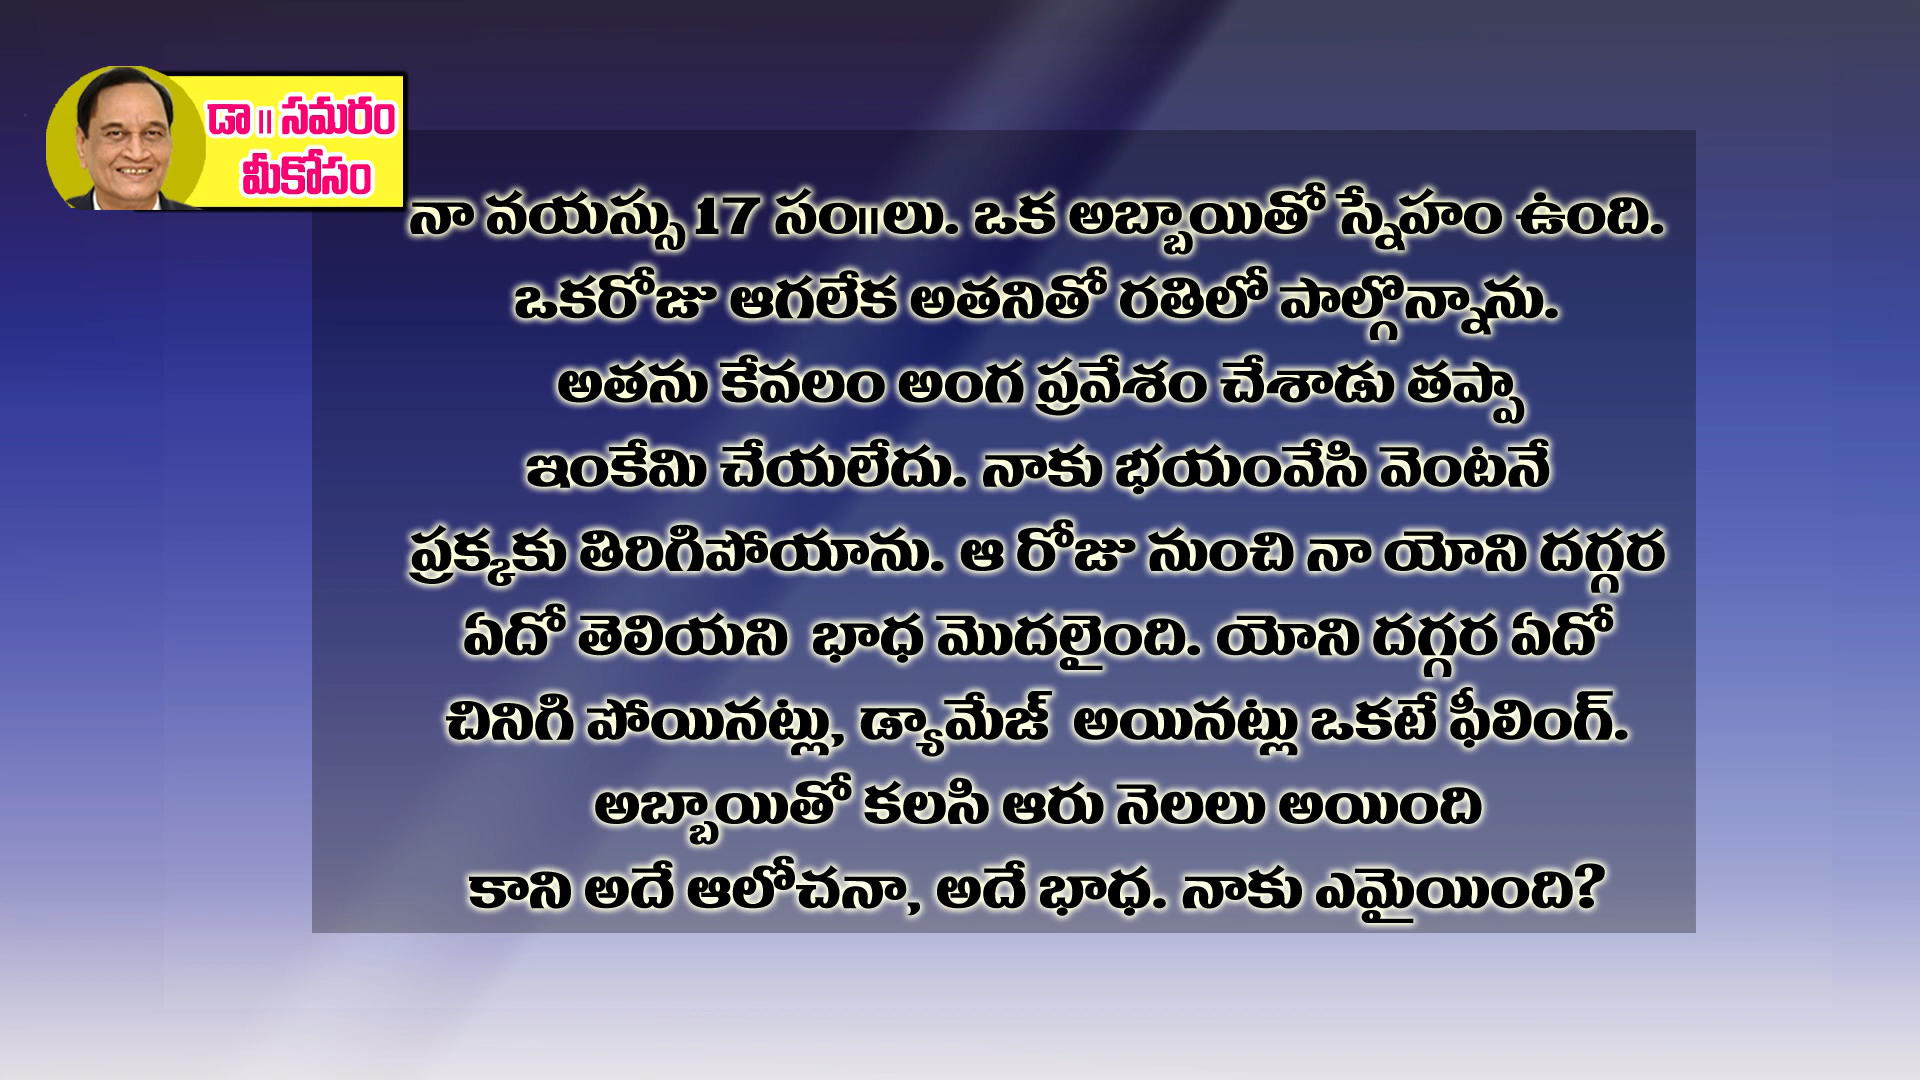 డా॥ సమరం
మీకోసం
నా వయస్సు 17 సం॥లు. ఒక అబ్బాయితో స్నేహం ఉంది.
ఒకరోజు ఆగలేక అతనితో రతిలో పాల్గొన్నాను.
అతను కేవలం అంగ ప్రవేశం చేశాడు తప్పా
ఇంకేమి చేయలేదు. నాకు భయంవేసి వెంటనే
ప్రక్కకు తిరిగిపోయాను. ఆ రోజు నుంచి నా యోని దగ్గర
ఏదో తెలియని భాధ మొదలైంది. యోని దగ్గర ఏదో
చినిగి పోయినట్లు, డ్యామేజ్ అయినట్లు ఒకటే ఫీలింగ్.
అబ్బాయితో కలసి ఆరు నెలలు అయింది
కాని అదే ఆలోచనా, అదే భాధ. నాకు ఎమైయింది?